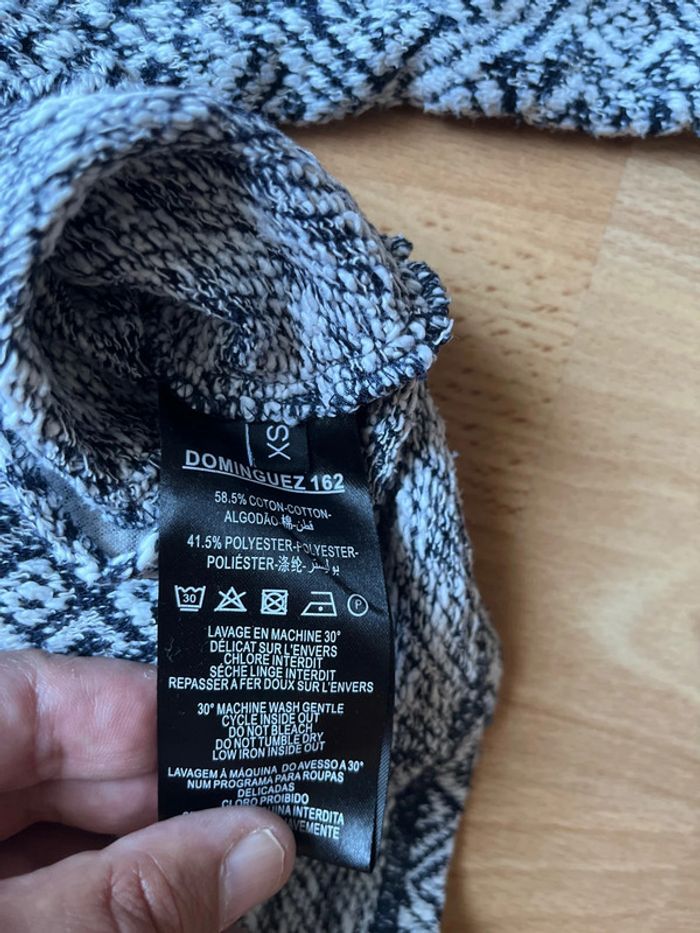 XS
DOMINGUEZ 162
58.5% COTON-COTTON-
ALGODÃO 棉-قطن
41.5% POLYESTER-POLYESTER-
POLIÉSTER-涤纶-بوليستر
30
P
LAVAGE EN MACHINE 30°
DÉLICAT SUR L'ENVERS
CHLORE INTERDIT
SÉCHE LINGE INTERDIT
REPASSER A FER DOUX SUR L'ENVERS
30° MACHINE WASH GENTLE
CYCLE INSIDE OUT
DO NOT BLEACH
DO NOT TUMBLE DRY
LOW IRON INSIDE OUT
LAVAGEM À MÁQUINA DO AVESSO A 30°
NUM PROGRAMA PARA ROUPAS
DELICADAS
CLORO PROIBIDO
INTERDITA